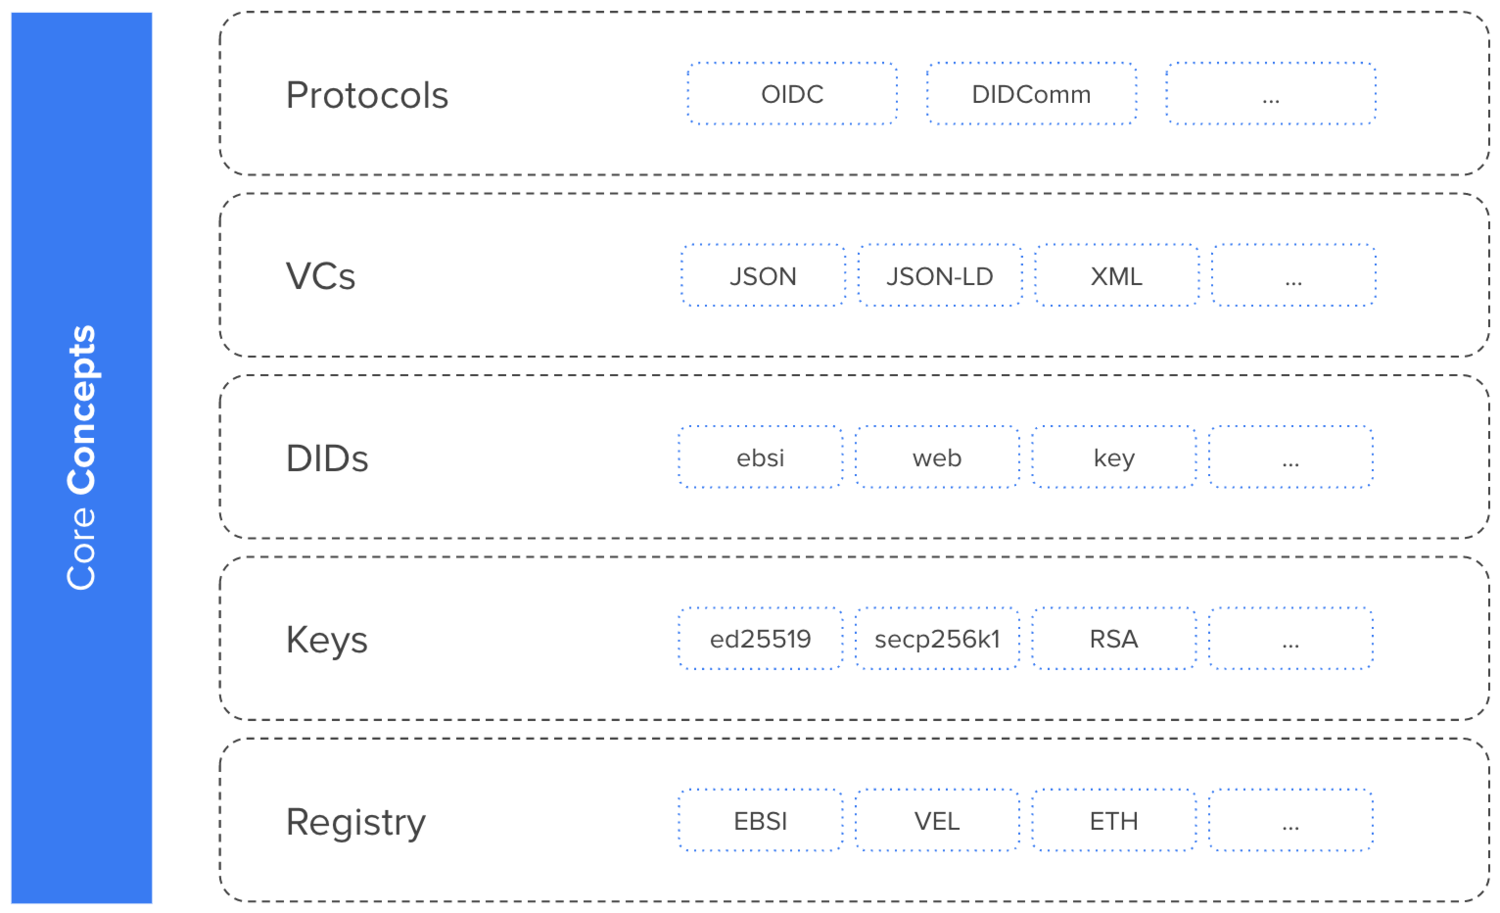 Core Concepts
Protocols
OIDC
DIDComm
...
VCs
JSON
JSON-LD
XML
...
DIDs
ebsi
web
key
...
Keys
ed25519
secp256k1
RSA
...
Registry
EBSI
VEL
ETH
...